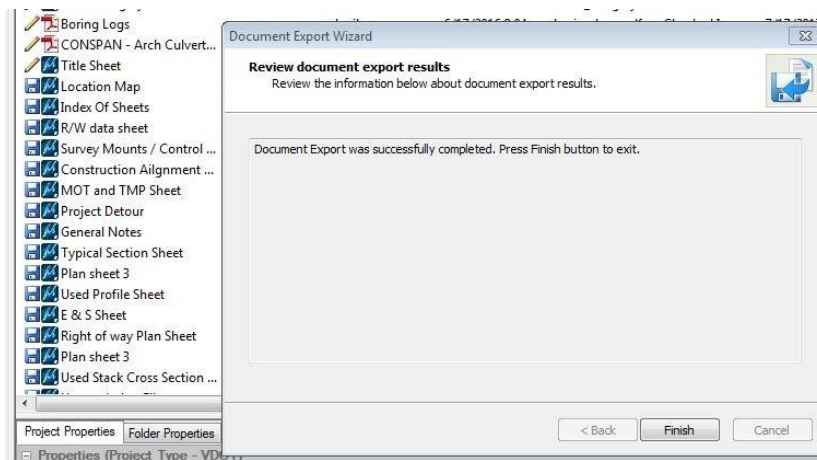 Boring Logs
CONSPAN - Arch Culvert...
Title Sheet
Location Map
Index Of Sheets
R/W data sheet
Survey Mounts / Control ...
Construction Ailgnment ...
MOT and TMP Sheet
Project Detour
General Notes
Typical Section Sheet
Plan sheet 3
Used Profile Sheet
E & S Sheet
Right of way Plan Sheet
Plan sheet 3
Used Stack Cross Section ...
Project Properties Folder Properties
Properties (Project Type - VDOT)
Document Export Wizard
Review document export results
Review the information below about document export results.
Document Export was successfully completed. Press Finish button to exit.
< Back Finish Cancel